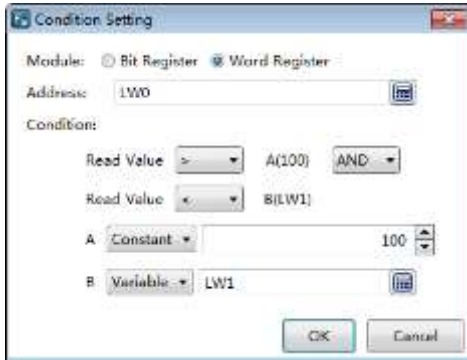 Condition Setting
Module: Bit Register Word Register
Address: LW0
Condition:
Read Value > A(100) AND
Read Value < B(LW1)
A Constant 100
B Variable LW1
OK Cancel